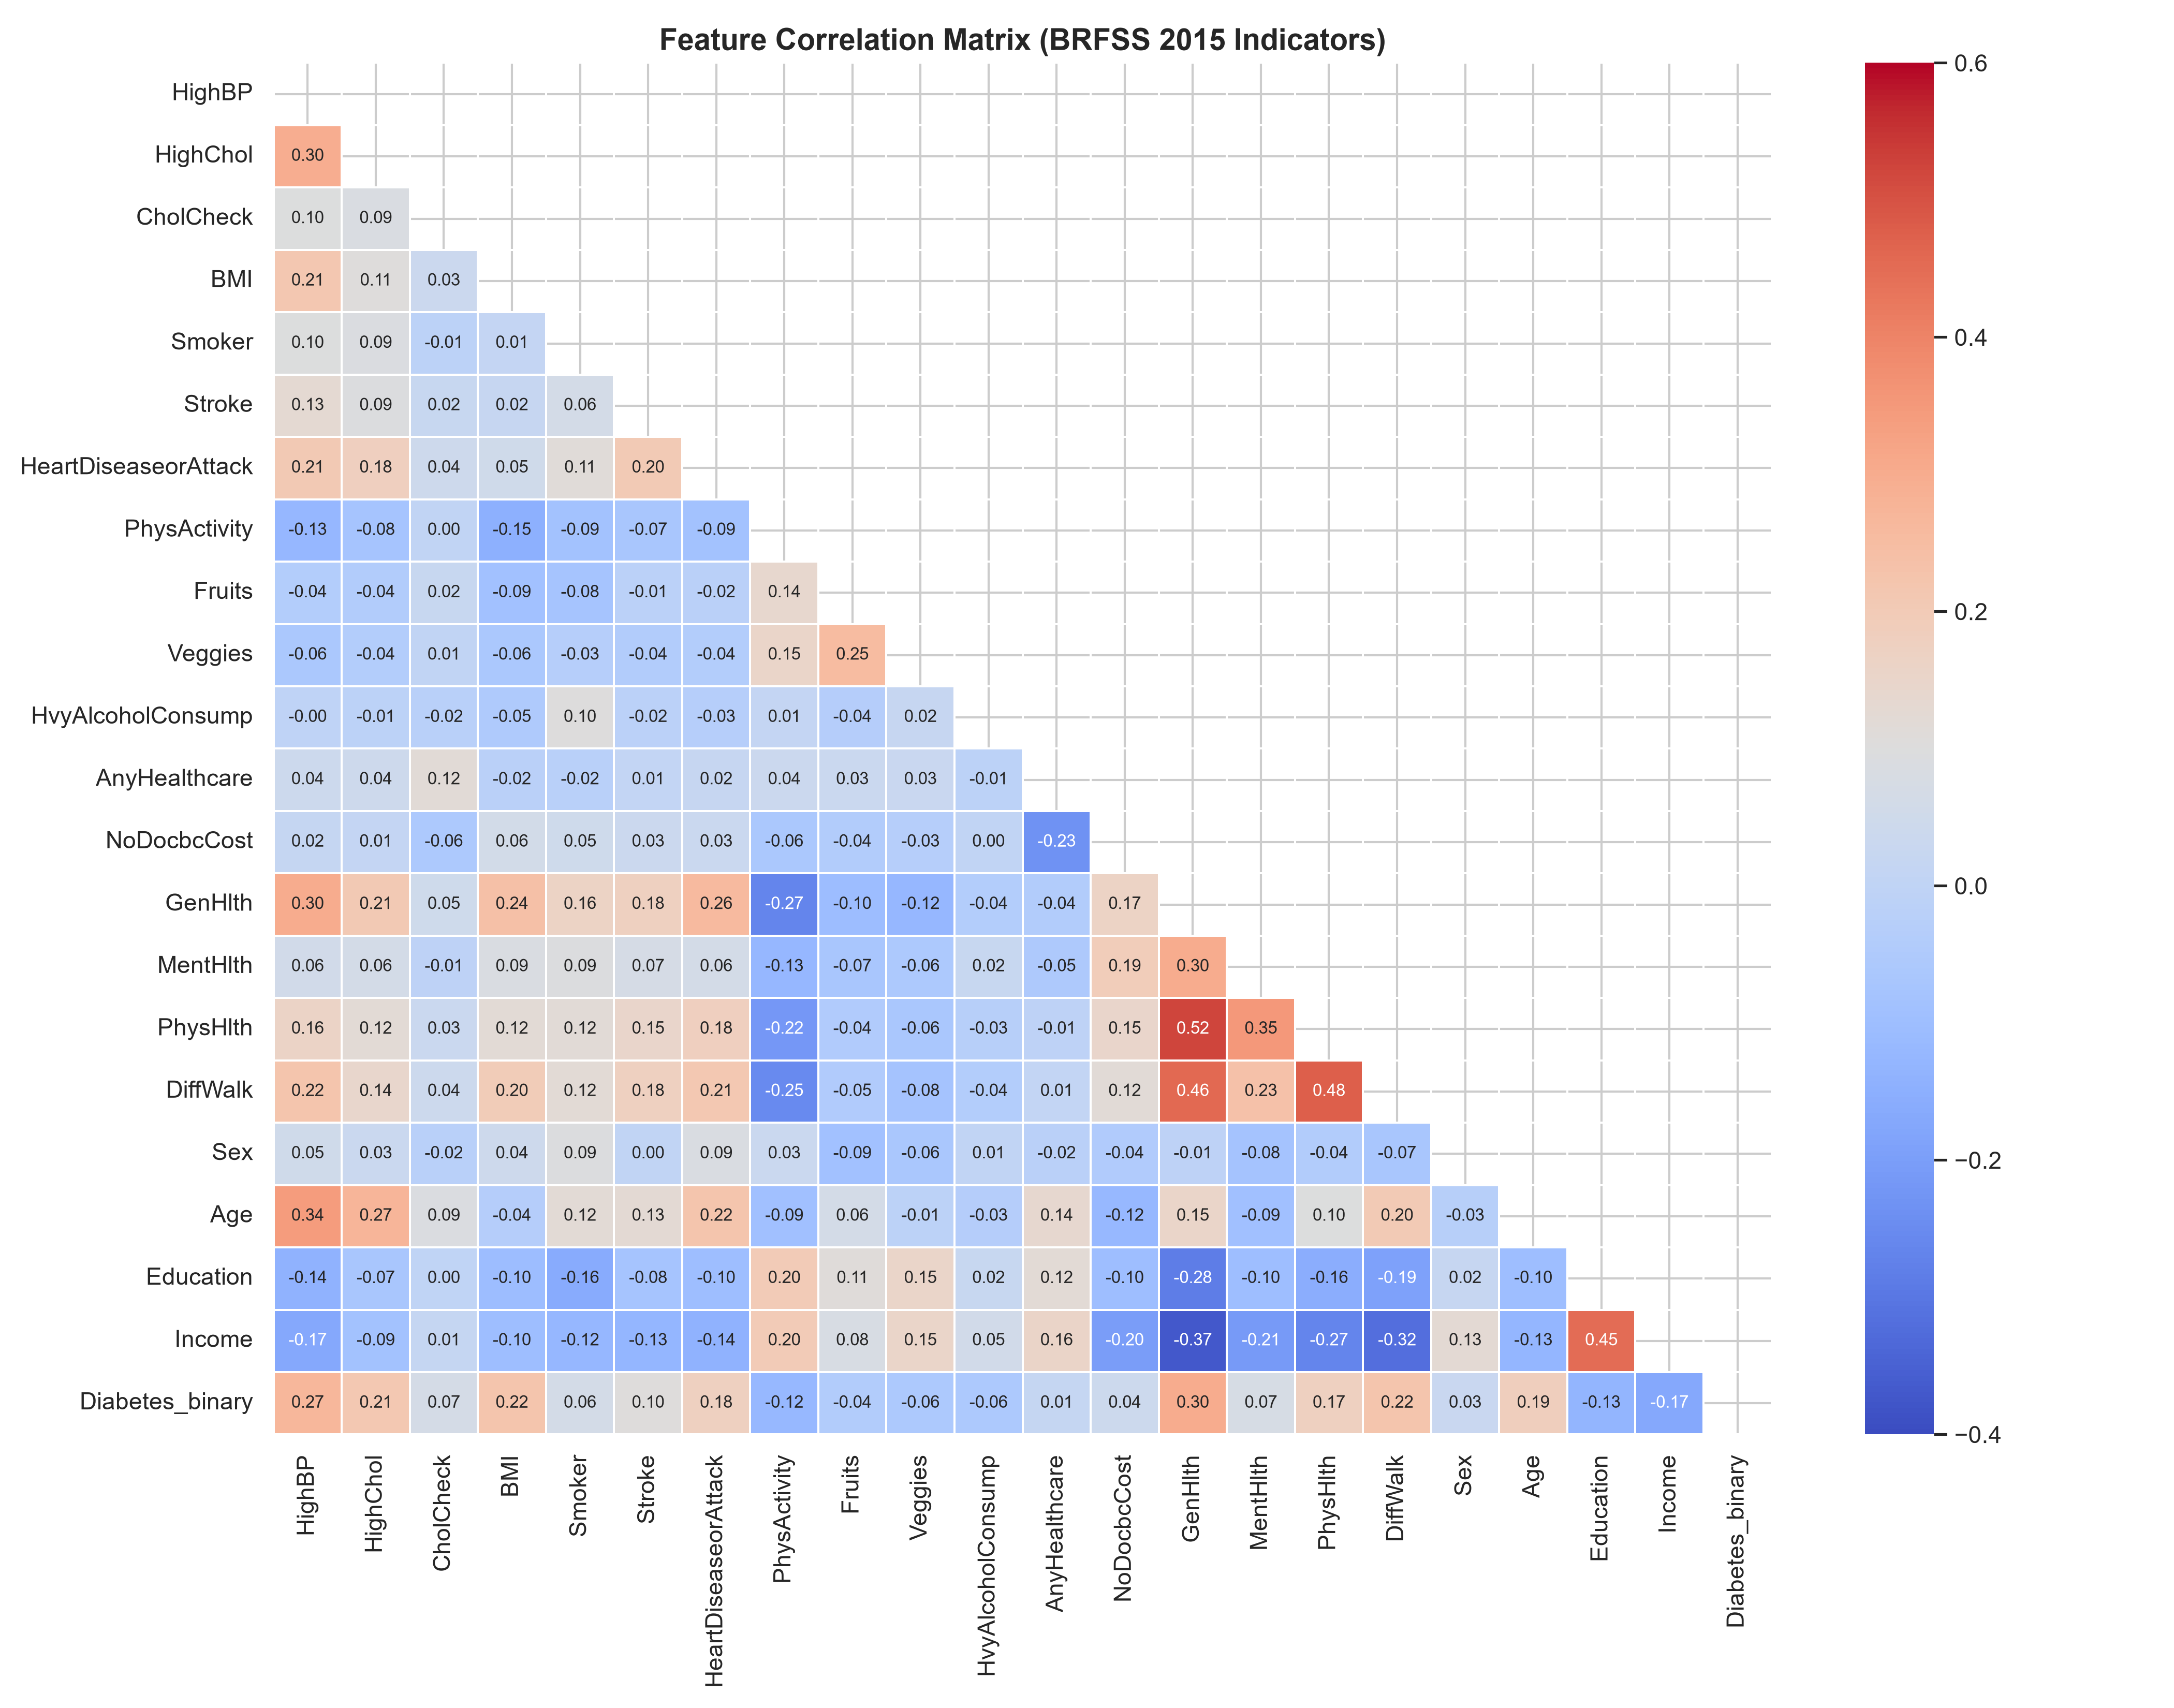 Feature Correlation Matrix (BRFSS 2015 Indicators)
HighBP
HighChol 0.30
CholCheck 0.10 0.09
BMI 0.21 0.11 0.03
Smoker 0.10 0.09 -0.01 0.01
Stroke 0.13 0.09 0.02 0.02 0.06
HeartDiseaseorAttack 0.21 0.18 0.04 0.05 0.11 0.20
PhysActivity -0.13 -0.08 0.00 -0.15 -0.09 -0.07 -0.09
Fruits -0.04 -0.04 0.02 -0.09 -0.08 -0.01 -0.02 0.14
Veggies -0.06 -0.04 0.01 -0.06 -0.03 -0.04 -0.04 0.15 0.25
HvyAlcoholConsump -0.00 -0.01 -0.02 -0.05 0.10 -0.02 -0.03 0.01 -0.04 0.02
AnyHealthcare 0.04 0.04 0.12 -0.02 -0.02 0.01 0.02 0.04 0.03 0.03 -0.01
NoDocbcCost 0.02 0.01 -0.06 0.06 0.05 0.03 0.03 -0.06 -0.04 -0.03 0.00 -0.23
GenHlth 0.30 0.21 0.05 0.24 0.16 0.18 0.26 -0.27 -0.10 -0.12 -0.04 -0.04 0.17
MentHlth 0.06 0.06 -0.01 0.09 0.09 0.07 0.06 -0.13 -0.07 -0.06 0.02 -0.05 0.19 0.30
PhysHlth 0.16 0.12 0.03 0.12 0.12 0.15 0.18 -0.22 -0.04 -0.06 -0.03 -0.01 0.15 0.52 0.35
DiffWalk 0.22 0.14 0.04 0.20 0.12 0.18 0.21 -0.25 -0.05 -0.08 -0.04 0.01 0.12 0.46 0.23 0.48
Sex 0.05 0.03 -0.02 0.04 0.09 0.00 0.09 0.03 -0.09 -0.06 0.01 -0.02 -0.04 -0.01 -0.08 -0.04 -0.07
Age 0.34 0.27 0.09 -0.04 0.12 0.13 0.22 -0.09 0.06 -0.01 -0.03 0.14 -0.12 0.15 -0.09 0.10 0.20 -0.03
Education -0.14 -0.07 0.00 -0.10 -0.16 -0.08 -0.10 0.20 0.11 0.15 0.02 0.12 -0.10 -0.28 -0.10 -0.16 -0.19 0.02 -0.10
Income -0.17 -0.09 0.01 -0.10 -0.12 -0.13 -0.14 0.20 0.08 0.15 0.05 0.16 -0.20 -0.37 -0.21 -0.27 -0.32 0.13 -0.13 0.45
Diabetes_binary 0.27 0.21 0.07 0.22 0.06 0.10 0.18 -0.12 -0.04 -0.06 -0.06 0.01 0.04 0.30 0.07 0.17 0.22 0.03 0.19 -0.13 -0.17
HighBP
HighChol
CholCheck
BMI
Smoker
Stroke
HeartDiseaseorAttack
PhysActivity
Fruits
Veggies
HvyAlcoholConsump
AnyHealthcare
NoDocbcCost
GenHlth
MentHlth
PhysHlth
DiffWalk
Sex
Age
Education
Income
Diabetes_binary
0.6
0.4
0.2
0.0
−0.2
−0.4